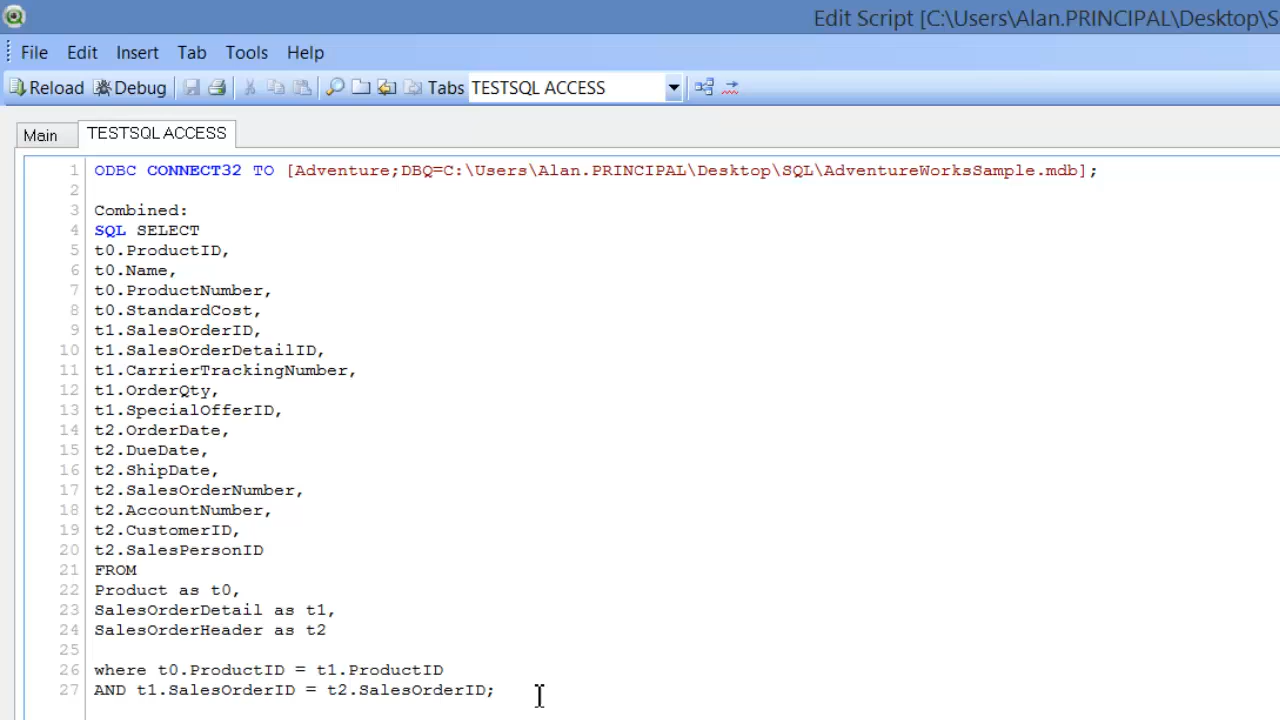 Edit Script [C:\Users\Alan.PRINCIPAL\Desktop\S
File Edit Insert Tab Tools Help
Reload Debug Tabs TESTSQL ACCESS
Main TESTSQL ACCESS
1 ODBC CONNECT32 TO [Adventure;DBQ=C:\Users\Alan.PRINCIPAL\Desktop\SQL\AdventureWorksSample.mdb];
2
3 Combined:
4 SQL SELECT
5 t0.ProductID,
6 t0.Name,
7 t0.ProductNumber,
8 t0.StandardCost,
9 t1.SalesOrderID,
10 t1.SalesOrderDetailID,
11 t1.CarrierTrackingNumber,
12 t1.OrderQty,
13 t1.SpecialOfferID,
14 t2.OrderDate,
15 t2.DueDate,
16 t2.ShipDate,
17 t2.SalesOrderNumber,
18 t2.AccountNumber,
19 t2.CustomerID,
20 t2.SalesPersonID
21 FROM
22 Product as t0,
23 SalesOrderDetail as t1,
24 SalesOrderHeader as t2
25
26 where t0.ProductID = t1.ProductID
27 AND t1.SalesOrderID = t2.SalesOrderID;